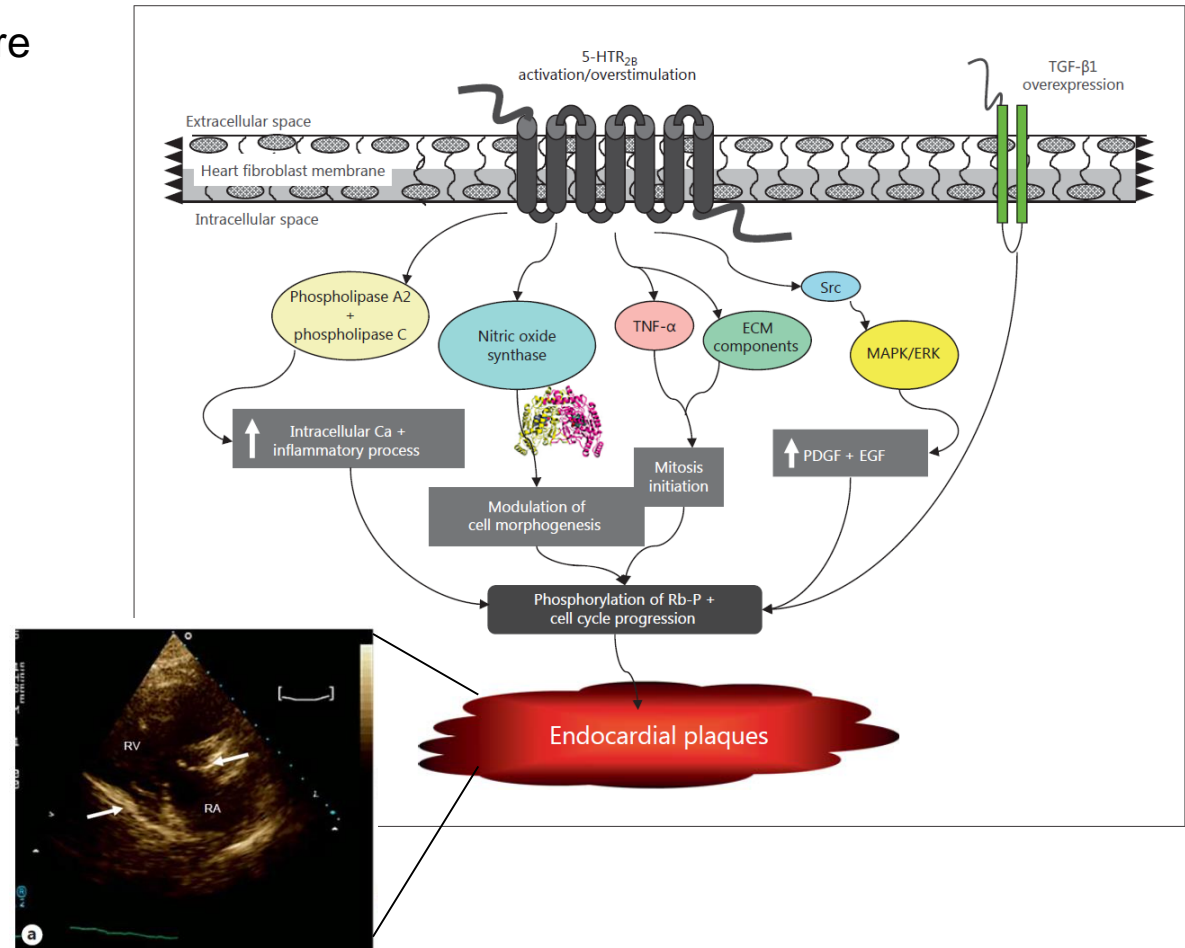 re
5-HTR2B
activation/overstimulation
TGF-β1
overexpression
Extracellular space
Heart fibroblast membrane
Intracellular space
Phospholipase A2
+
phospholipase C
Nitric oxide
synthase
TNF-α
ECM
components
Src
MAPK/ERK
Intracellular Ca +
inflammatory process
Modulation of
cell morphogenesis
Mitosis
initiation
PDGF + EGF
Phosphorylation of Rb-P +
cell cycle progression
Endocardial plaques
RV
RA
a